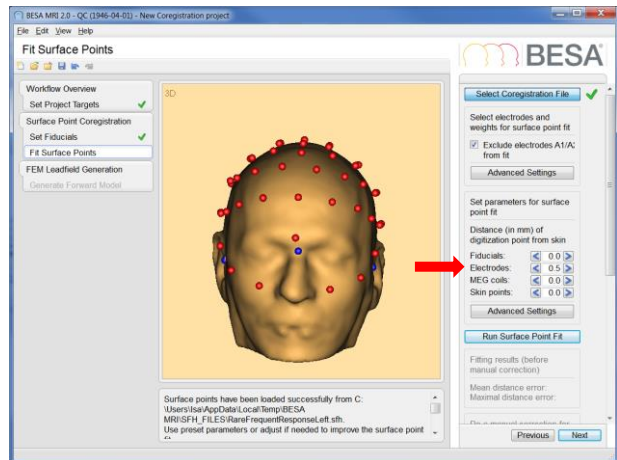 BESA MRI 2.0 - QC (1946-04-01) - New Coregistration project
File Edit View Help
Fit Surface Points
BESA
Workflow Overview
Set Project Targets
Surface Point Coregistration
Set Fiducials
Fit Surface Points
FEM Leadfield Generation
Generate Forward Model
3D
Surface points have been loaded successfully from C:
\Users\Isa\AppData\Local\Temp\BESA
MRI\SFH_FILES\RareFrequentResponseLeft.sfh.
Use preset parameters or adjust if needed to improve the surface point
Select Coregistration File
Select electrodes and
weights for surface point fit
Exclude electrodes A1/A
from fit
Advanced Settings
Set parameters for surface
point fit
Distance (in mm) of
digitization point from skin
Fiducials: < 0.0 >
Electrodes: < 0.5 >
MEG coils: < 0.0 >
Skin points: < 0.0 >
Advanced Settings
Run Surface Point Fit
Fitting results (before
manual correction)
Mean distance error:
Maximal distance error:
Previous Next